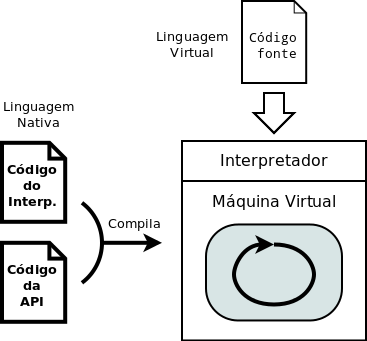 Linguagem
Virtual
Código
fonte
Linguagem
Nativa
Código
do
Interp.
Código
da
API
Compila
Interpretador
Máquina Virtual